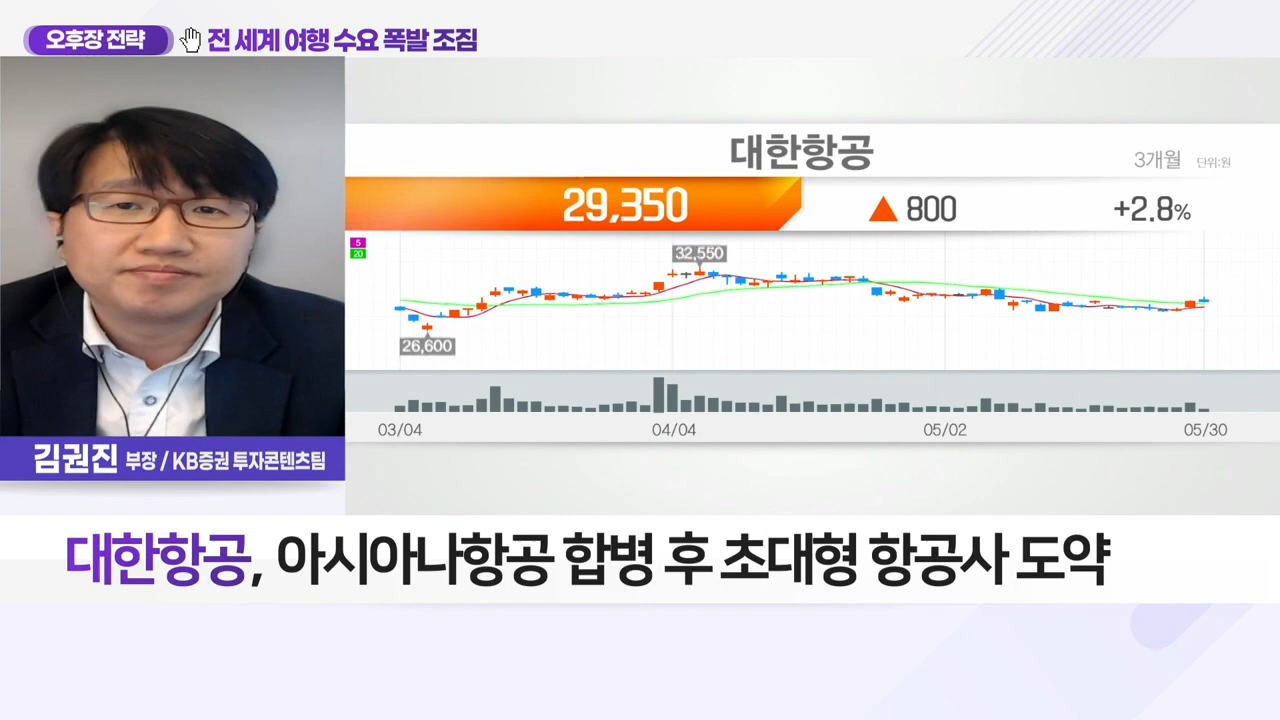 오후장 전략 전 세계 여행 수요 폭발 조짐
대한항공
3개월 단위:원
29,350 ▲ 800 +2.8%
5
20
32,550
26,600
03/04 04/04 05/02 05/30
김권진 부장 / KB증권 투자콘텐츠팀
대한항공, 아시아나항공 합병 후 초대형 항공사 도약